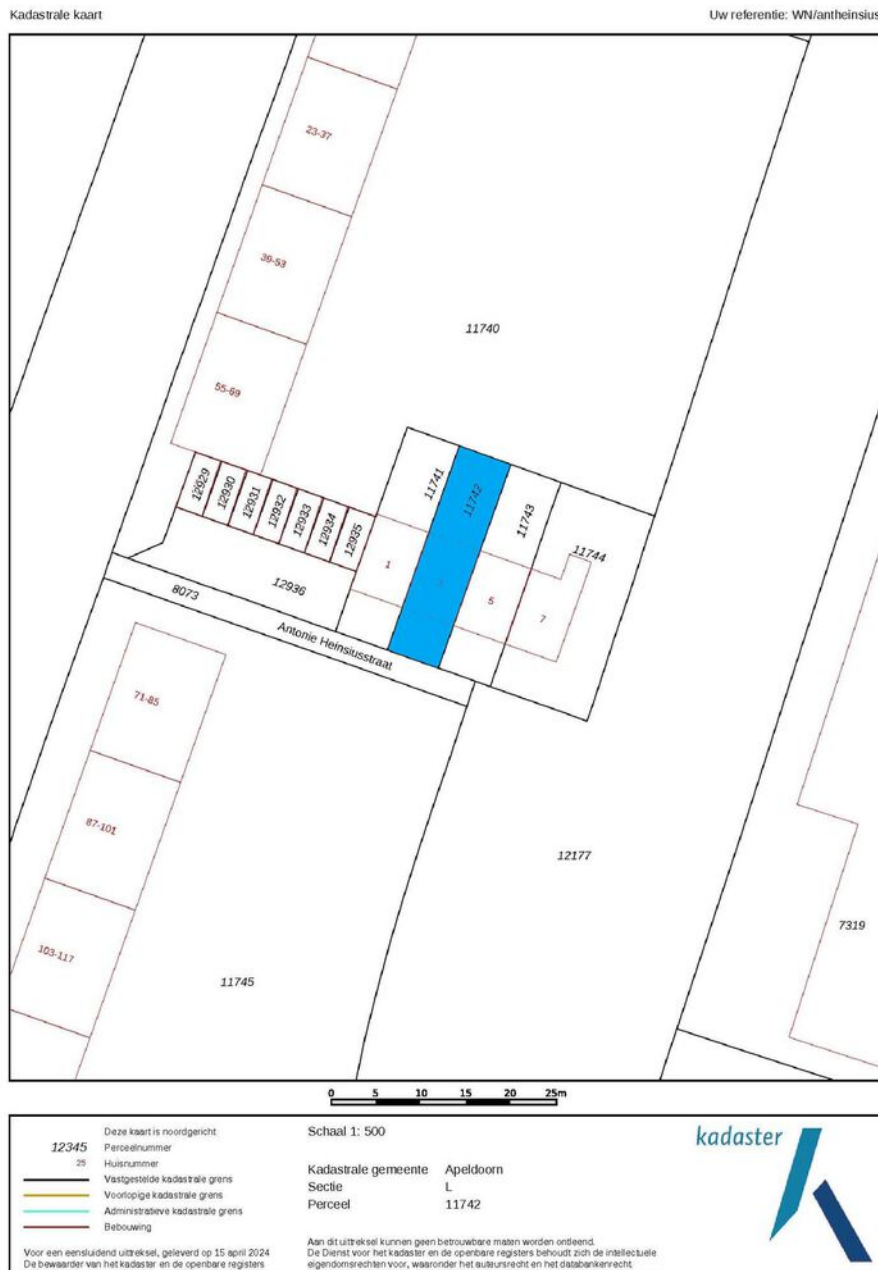 Kadastrale kaart
Uw referentie: WN/antheinsius
23-37
39-53
11740
55-69
12929
12930
12931
12932
12933
12934
12935
11741
11742
11743
11744
1
5
7
12936
8073
Antonie Heinsiusstraat
71-85
87-101
12177
7319
103-117
11745
0 5 10 15 20 25m
Deze kaart is noordgericht
12345 Perceelnummer
25 Huisnummer
Vastgestelde kadastrale grens
Voorlopige kadastrale grens
Administratieve kadastrale grens
Bebouwing
Voor een eensluidend uittreksel, geleverd op 15 april 2024
De bewaarder van het kadaster en de openbare registers
Schaal 1: 500
Kadastrale gemeente Apeldoorn
Sectie L
Perceel 11742
Aan dit uittreksel kunnen geen betrouwbare maten worden ontleend.
De Dienst voor het kadaster en de openbare registers behoudt zich de intellectuele
eigendomsrechten voor, waaronder het auteursrecht en het databankenrecht.
kadaster